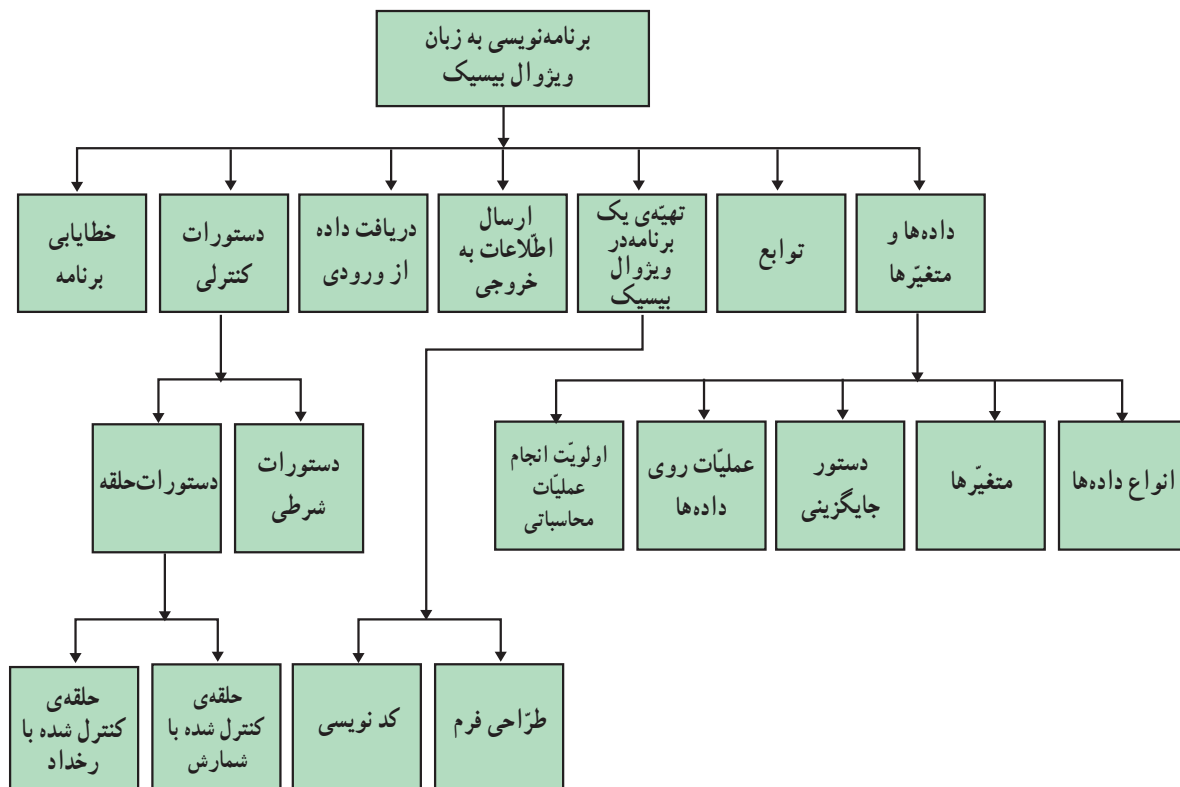 برنامه‌نویسی به زبان
ویژوال بیسیک
داده‌ها و
متغیّرها
توابع
تهیّه‌ی یک
برنامه‌در
ویژوال
بیسیک
ارسال
اطّلاعات به
خروجی
دریافت داده
از ورودی
دستورات
کنترلی
خطایابی
برنامه
انواع داده‌ها
متغیّرها
دستور
جایگزینی
عملیّات روی
داده‌ها
اولویّت انجام
عملیّات
محاسباتی
دستورات
شرطی
دستورات‌حلقه
طرّاحی فرم
کد نویسی
حلقه‌ی
کنترل شده با
شمارش
حلقه‌ی
کنترل شده با
رخداد